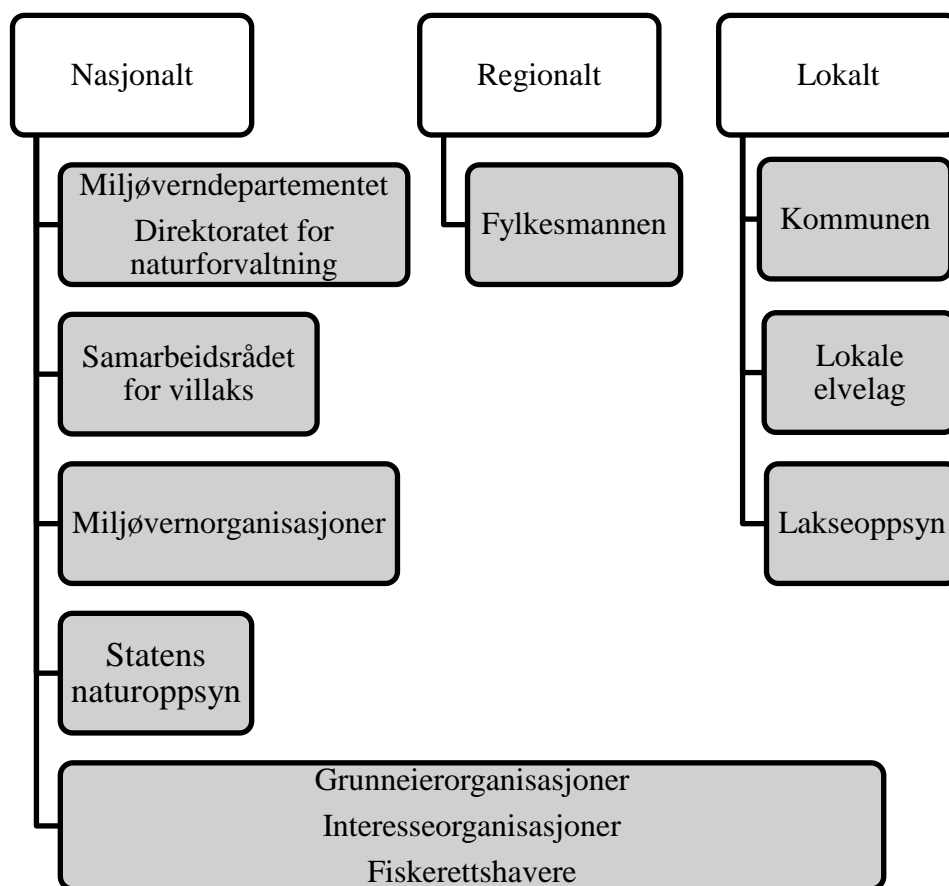 Nasjonalt
Miljøverndepartementet
Direktoratet for
naturforvaltning
Samarbeidsrådet
for villaks
Miljøvernorganisasjoner
Statens
naturoppsyn
Grunneierorganisasjoner
Interesseorganisasjoner
Fiskerettshavere
Regionalt
Fylkesmannen
Lokalt
Kommunen
Lokale
elvelag
Lakseoppsyn